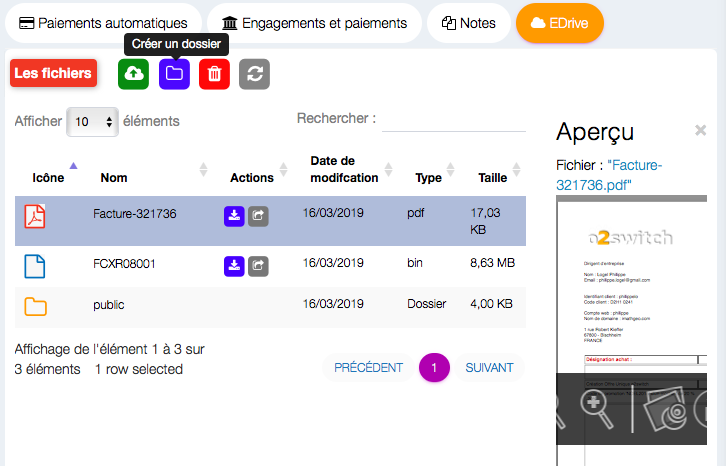 Paiements automatiques Engagements et paiements Notes EDrive
Créer un dossier
Les fichiers
Afficher 10 éléments Rechercher :
Icône Nom Actions Date de modifcation Type Taille
Facture-321736 16/03/2019 pdf 17,03 KB
FCXR08001 16/03/2019 bin 8,63 MB
public 16/03/2019 Dossier 4,00 KB
Affichage de l'élément 1 à 3 sur
3 éléments 1 row selected
PRÉCÉDENT 1 SUIVANT
Aperçu
Fichier : "Facture-
321736.pdf"
o2switch
Dirigent d'entreprise
Nom : Logel Philippe
Email : philippe.logel@gmail.com
Identifiant client : philippelo
Code client : D2I11 0241
Compte web : philippe
Nom de domaine : imathgeo.com
1 rue Robert Kieffer
67800 - Bischheim
FRANCE
Désignation achat :